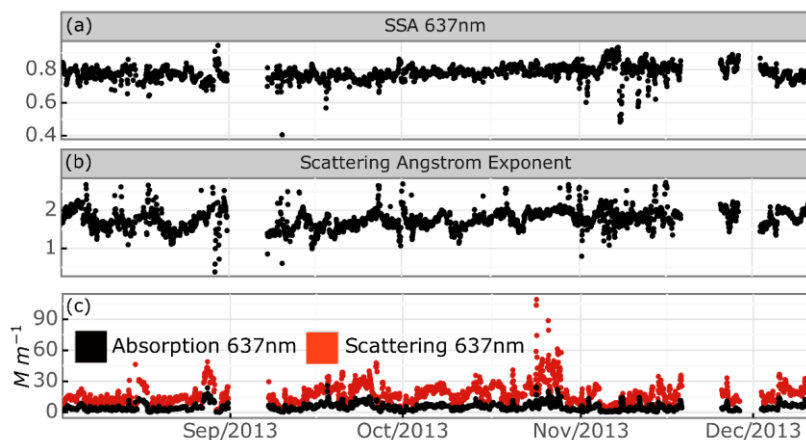 (a) SSA 637nm
0.8
0.6
0.4
(b) Scattering Angstrom Exponent
2
1
(c)
90
60
30
0
M m⁻¹
Absorption 637nm Scattering 637nm
Sep/2013 Oct/2013 Nov/2013 Dec/2013